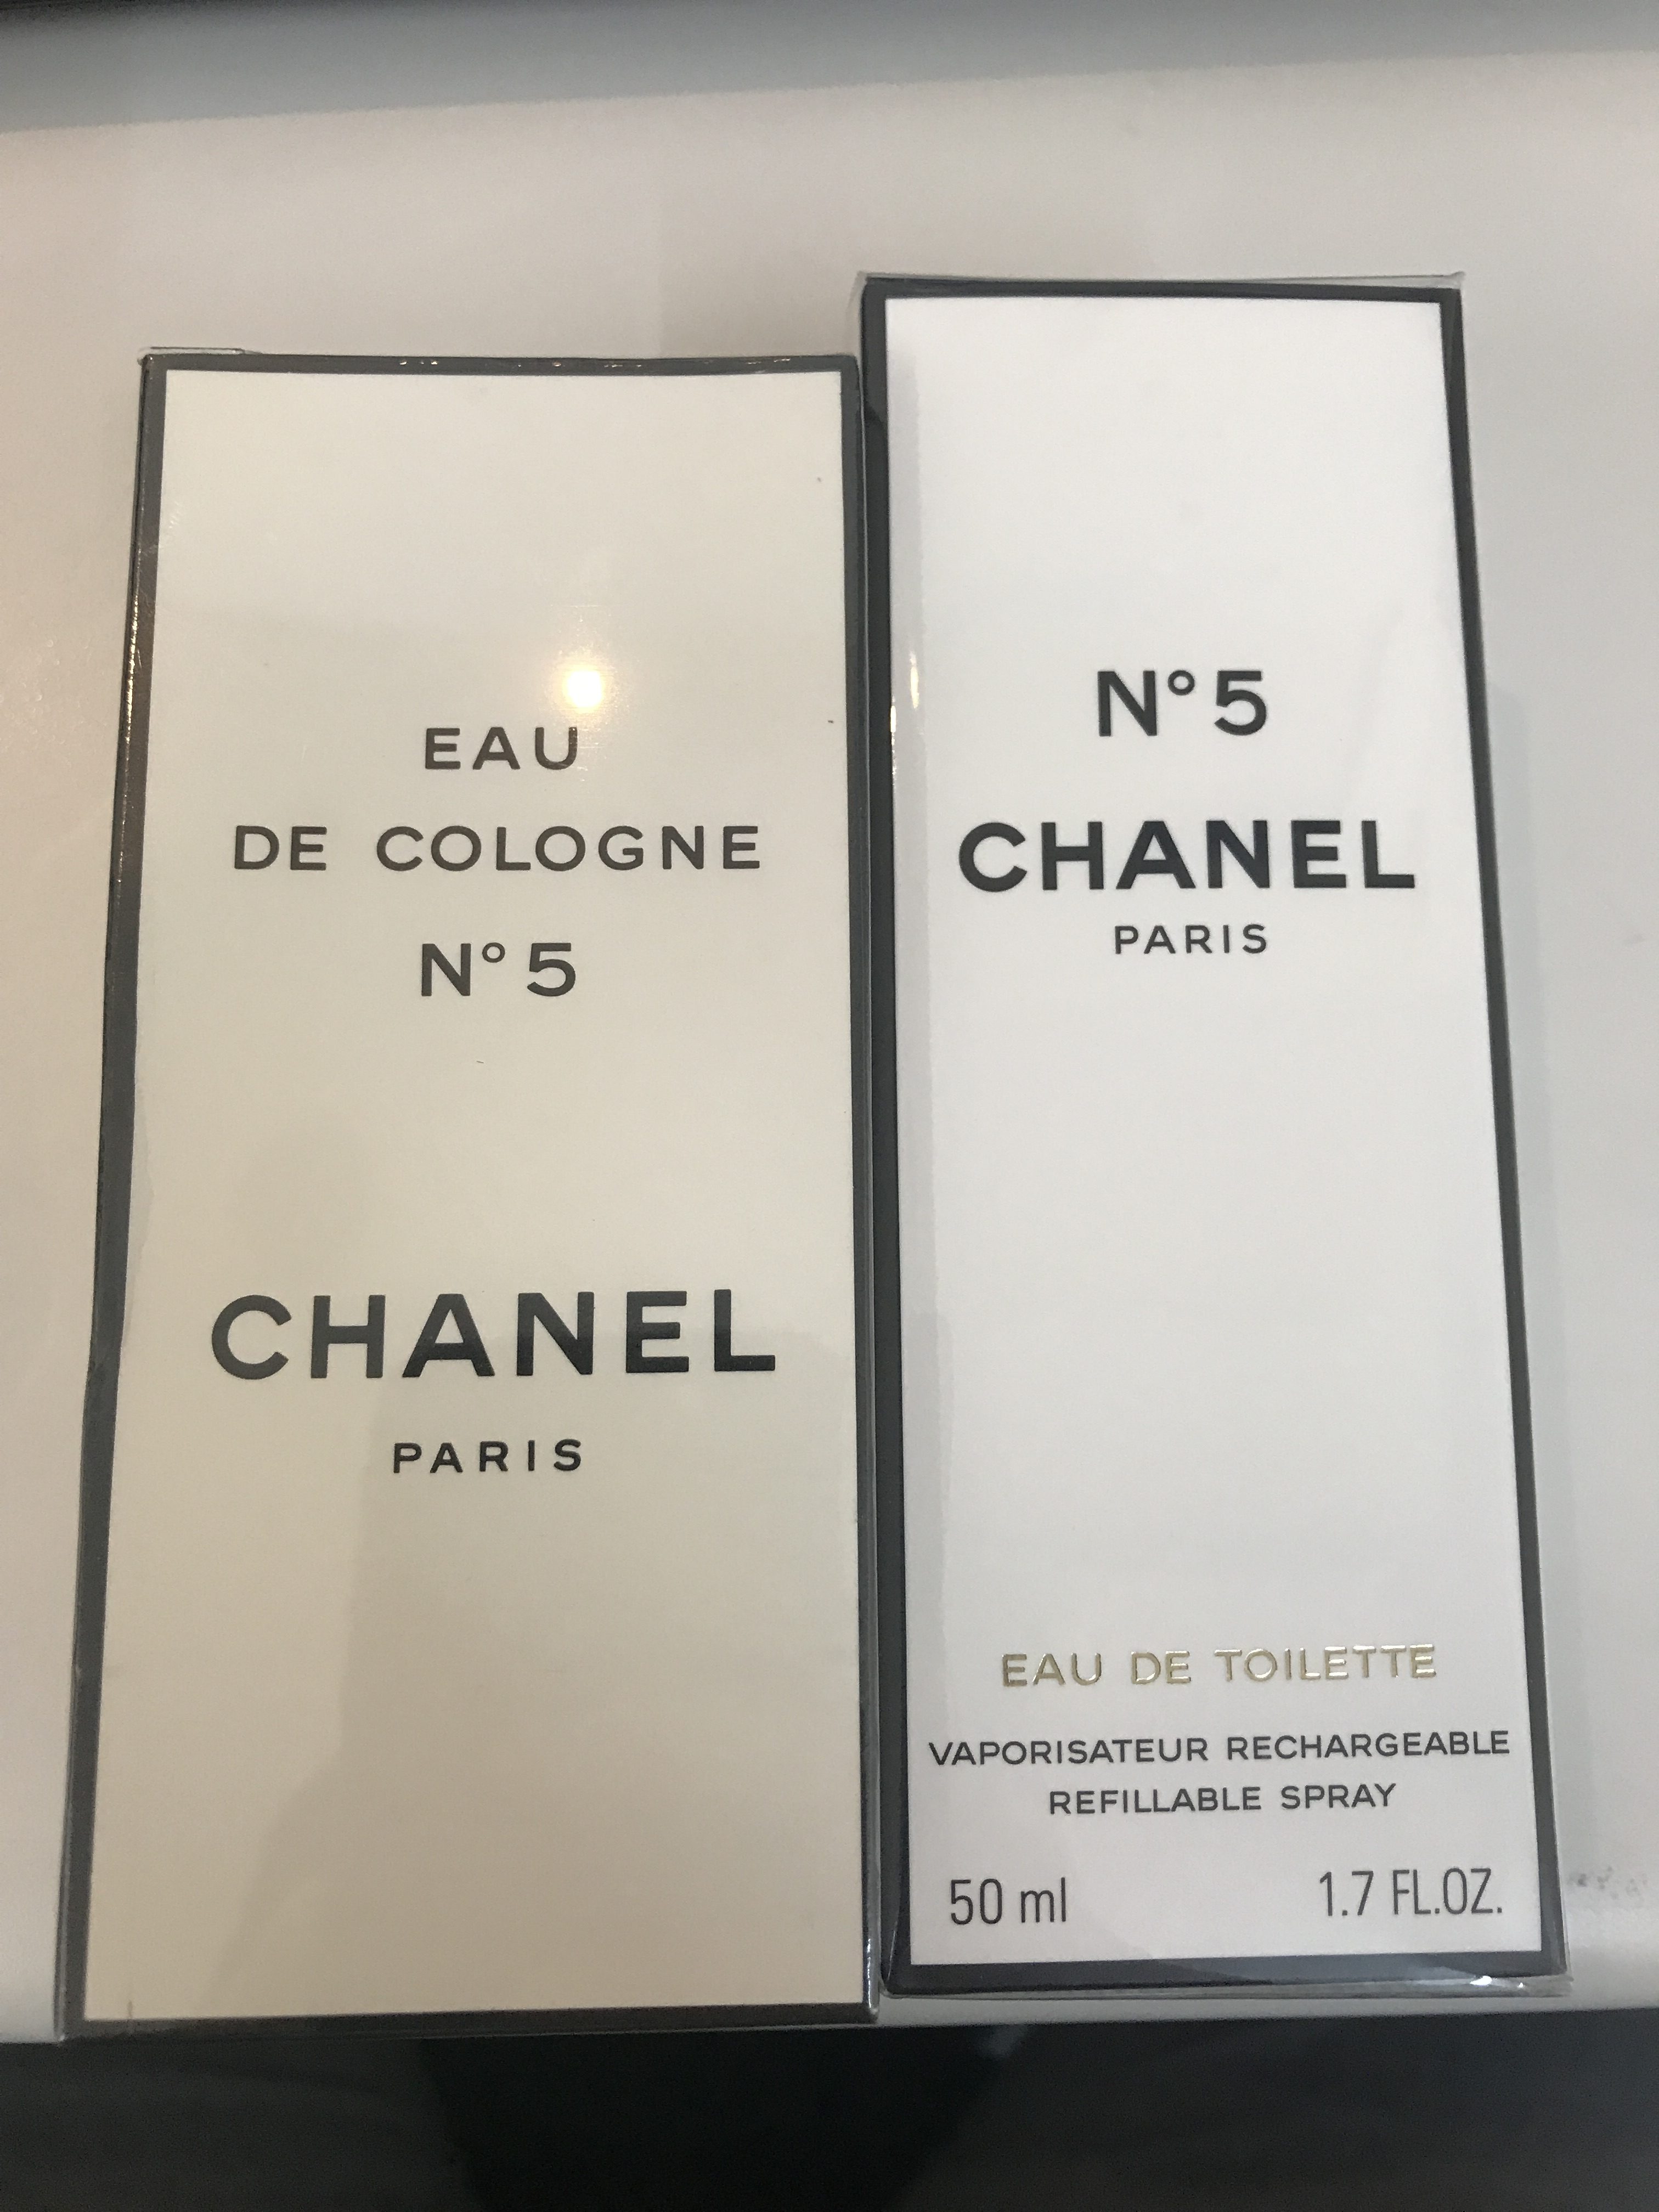 EAU
DE COLOGNE
N° 5
CHANEL
PARIS
N° 5
CHANEL
PARIS
EAU DE TOILETTE
VAPORISATEUR RECHARGEABLE
REFILLABLE SPRAY
50 ml 1.7 FL.OZ.